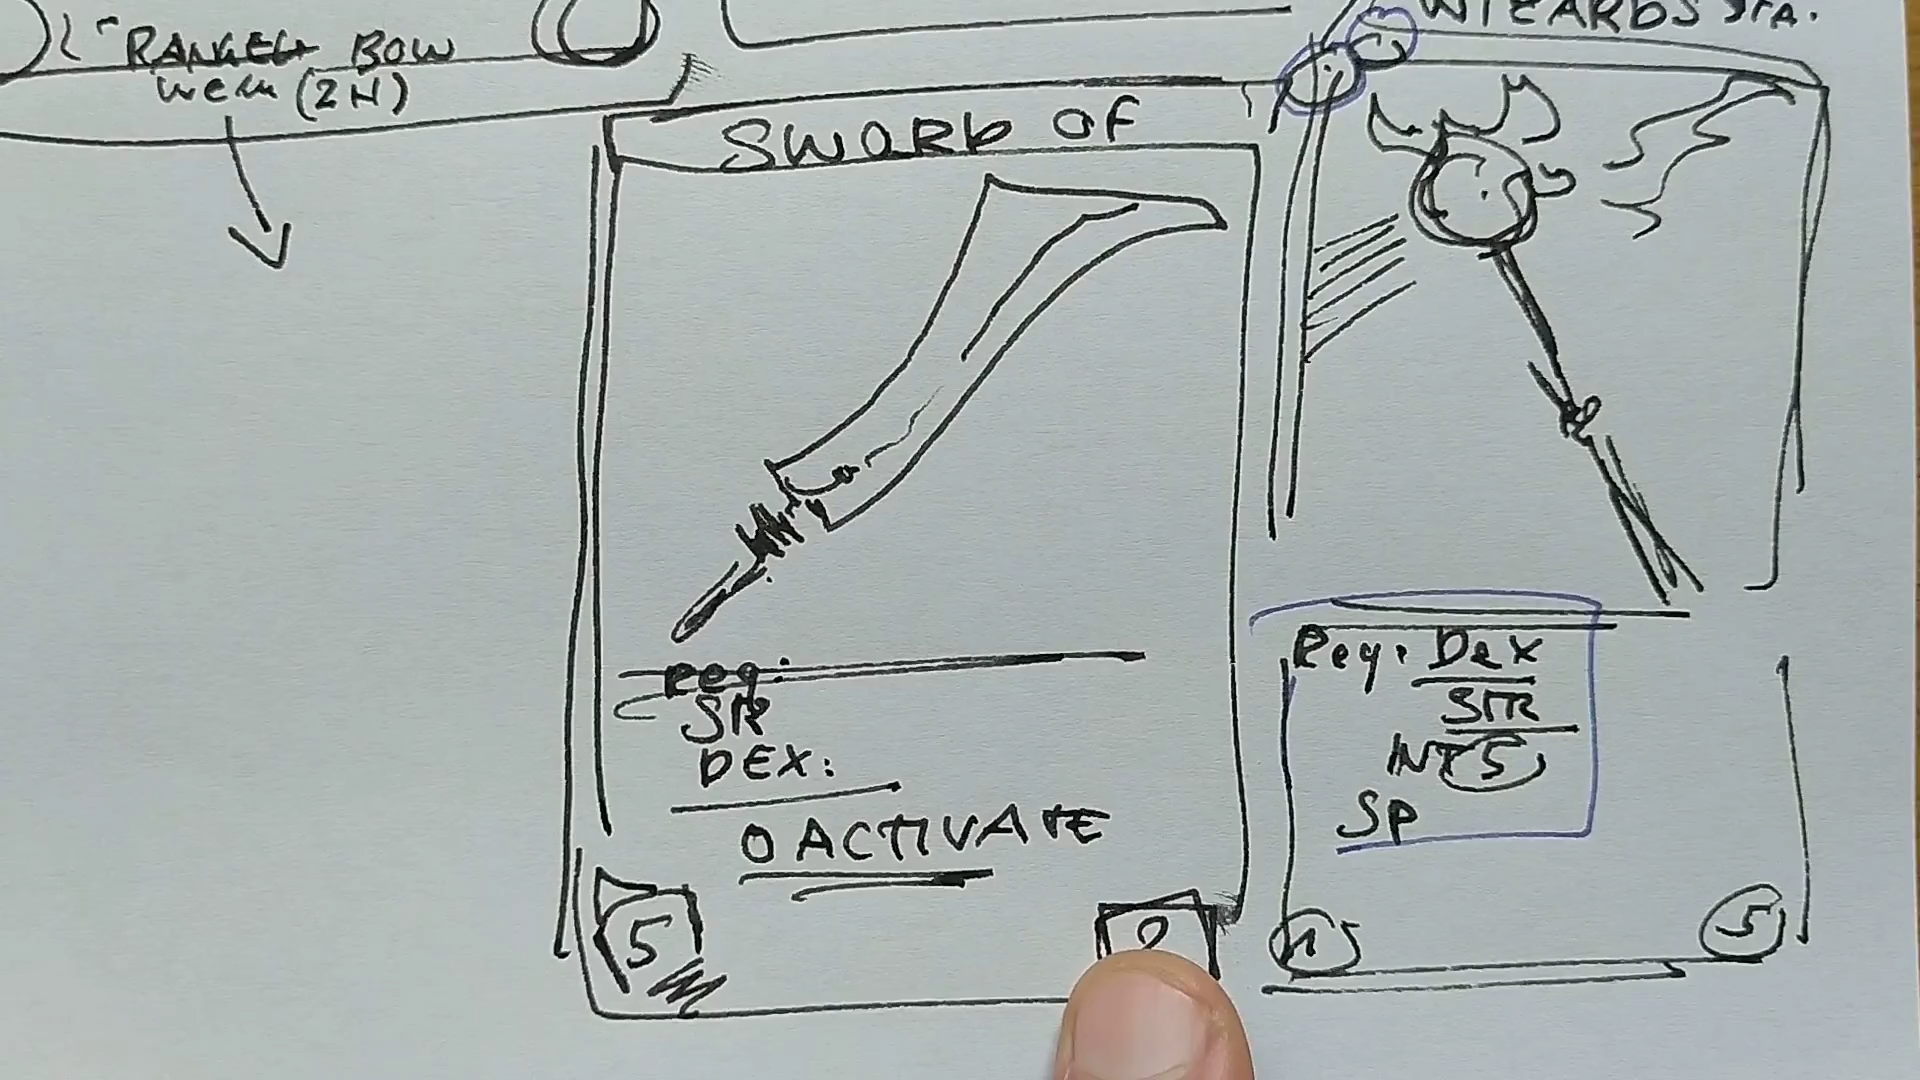 RANGED BOW
(2H)
WIZARDS STA.
SWORD OF
Req:
STR
DEX:
0 ACTIVATE
5
2
Req: Dex
STR
INT 5
SP
5